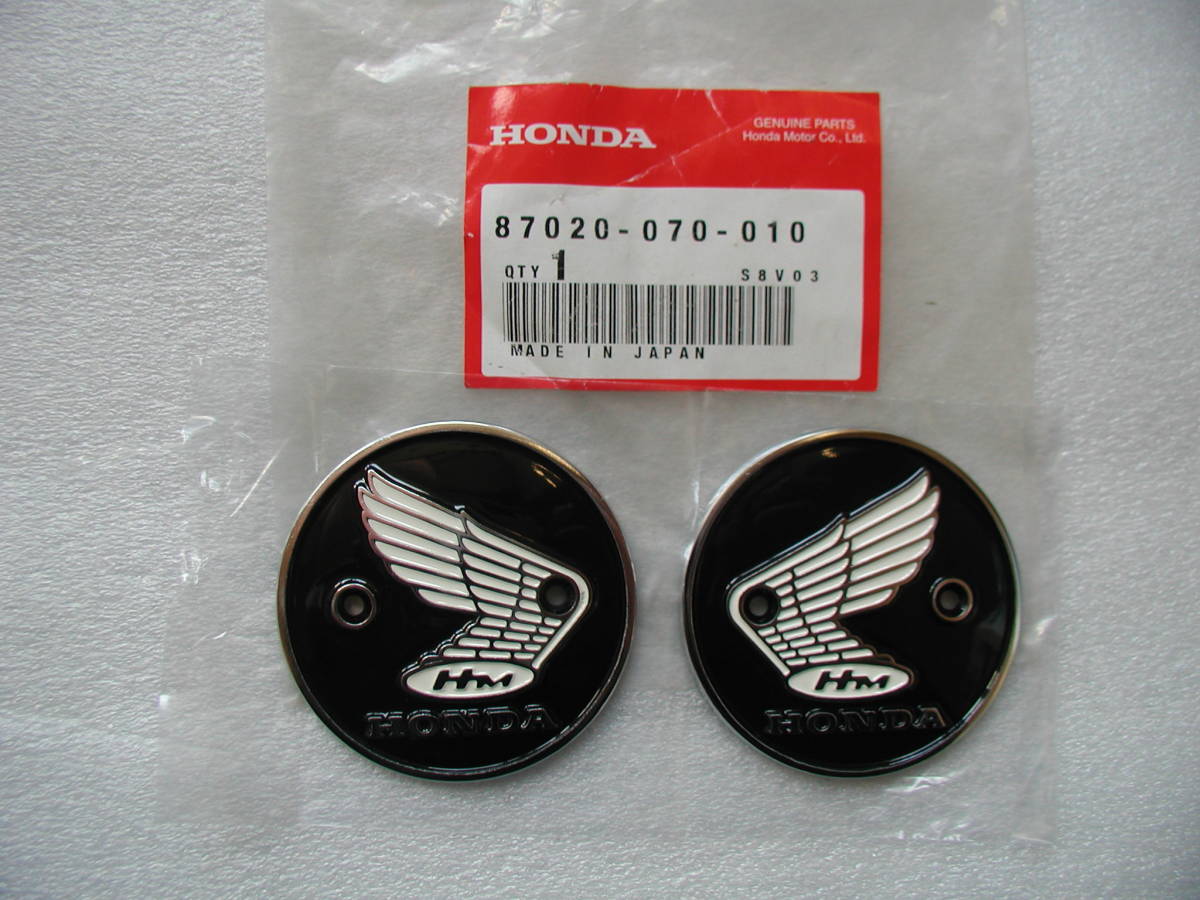 HONDA
GENUINE PARTS
Honda Motor Co., Ltd.
87020-070-010
QTY 1
S8V03
MADE IN JAPAN
HM
HONDA
HM
HONDA